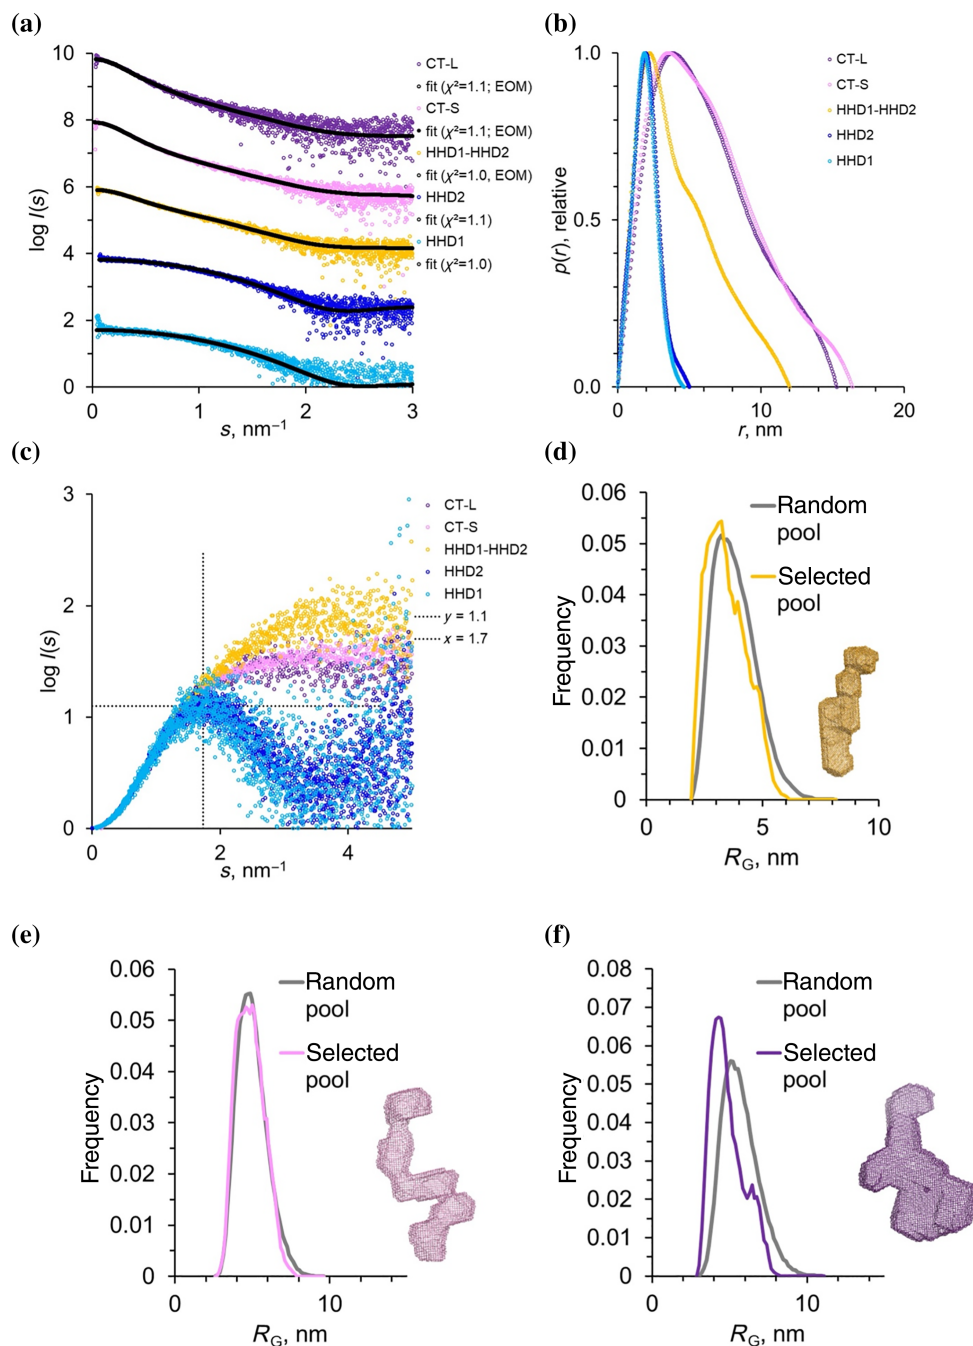 (a)
10
8
6
4
2
0
log I(s)
0
1
2
3
s, nm⁻¹
CT-L
fit (χ²=1.1; EOM)
CT-S
fit (χ²=1.1; EOM)
HHD1-HHD2
fit (χ²=1.0, EOM)
HHD2
fit (χ²=1.1)
HHD1
fit (χ²=1.0)
(b)
1.0
0.5
0.0
p(r), relative
0
10
20
r, nm
CT-L
CT-S
HHD1-HHD2
HHD2
HHD1
(c)
3
2
1
0
log I(s)
0
2
4
s, nm⁻¹
CT-L
CT-S
HHD1-HHD2
HHD2
HHD1
y = 1.1
x = 1.7
(d)
0.06
0.05
0.04
0.03
0.02
0.01
0
Frequency
0
5
10
R_G, nm
Random
pool
Selected
pool
(e)
0.06
0.05
0.04
0.03
0.02
0.01
0
Frequency
0
10
R_G, nm
Random
pool
Selected
pool
(f)
0.08
0.07
0.06
0.05
0.04
0.03
0.02
0.01
0
Frequency
0
10
R_G, nm
Random
pool
Selected
pool